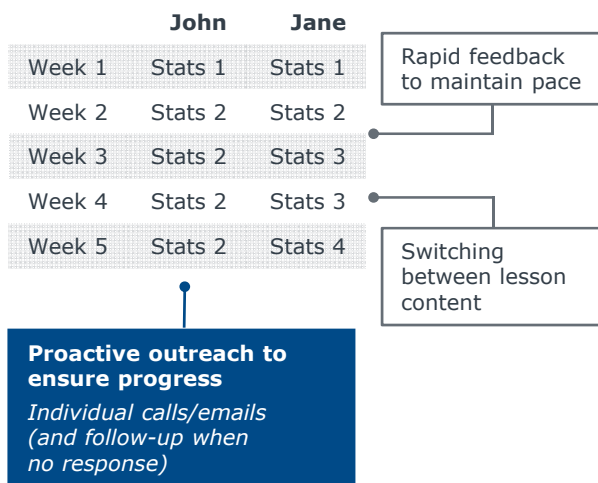 John Jane
Week 1 Stats 1 Stats 1
Week 2 Stats 2 Stats 2
Week 3 Stats 2 Stats 3
Week 4 Stats 2 Stats 3
Week 5 Stats 2 Stats 4
Rapid feedback
to maintain pace
Switching
between lesson
content
Proactive outreach to
ensure progress
Individual calls/emails
(and follow-up when
no response)